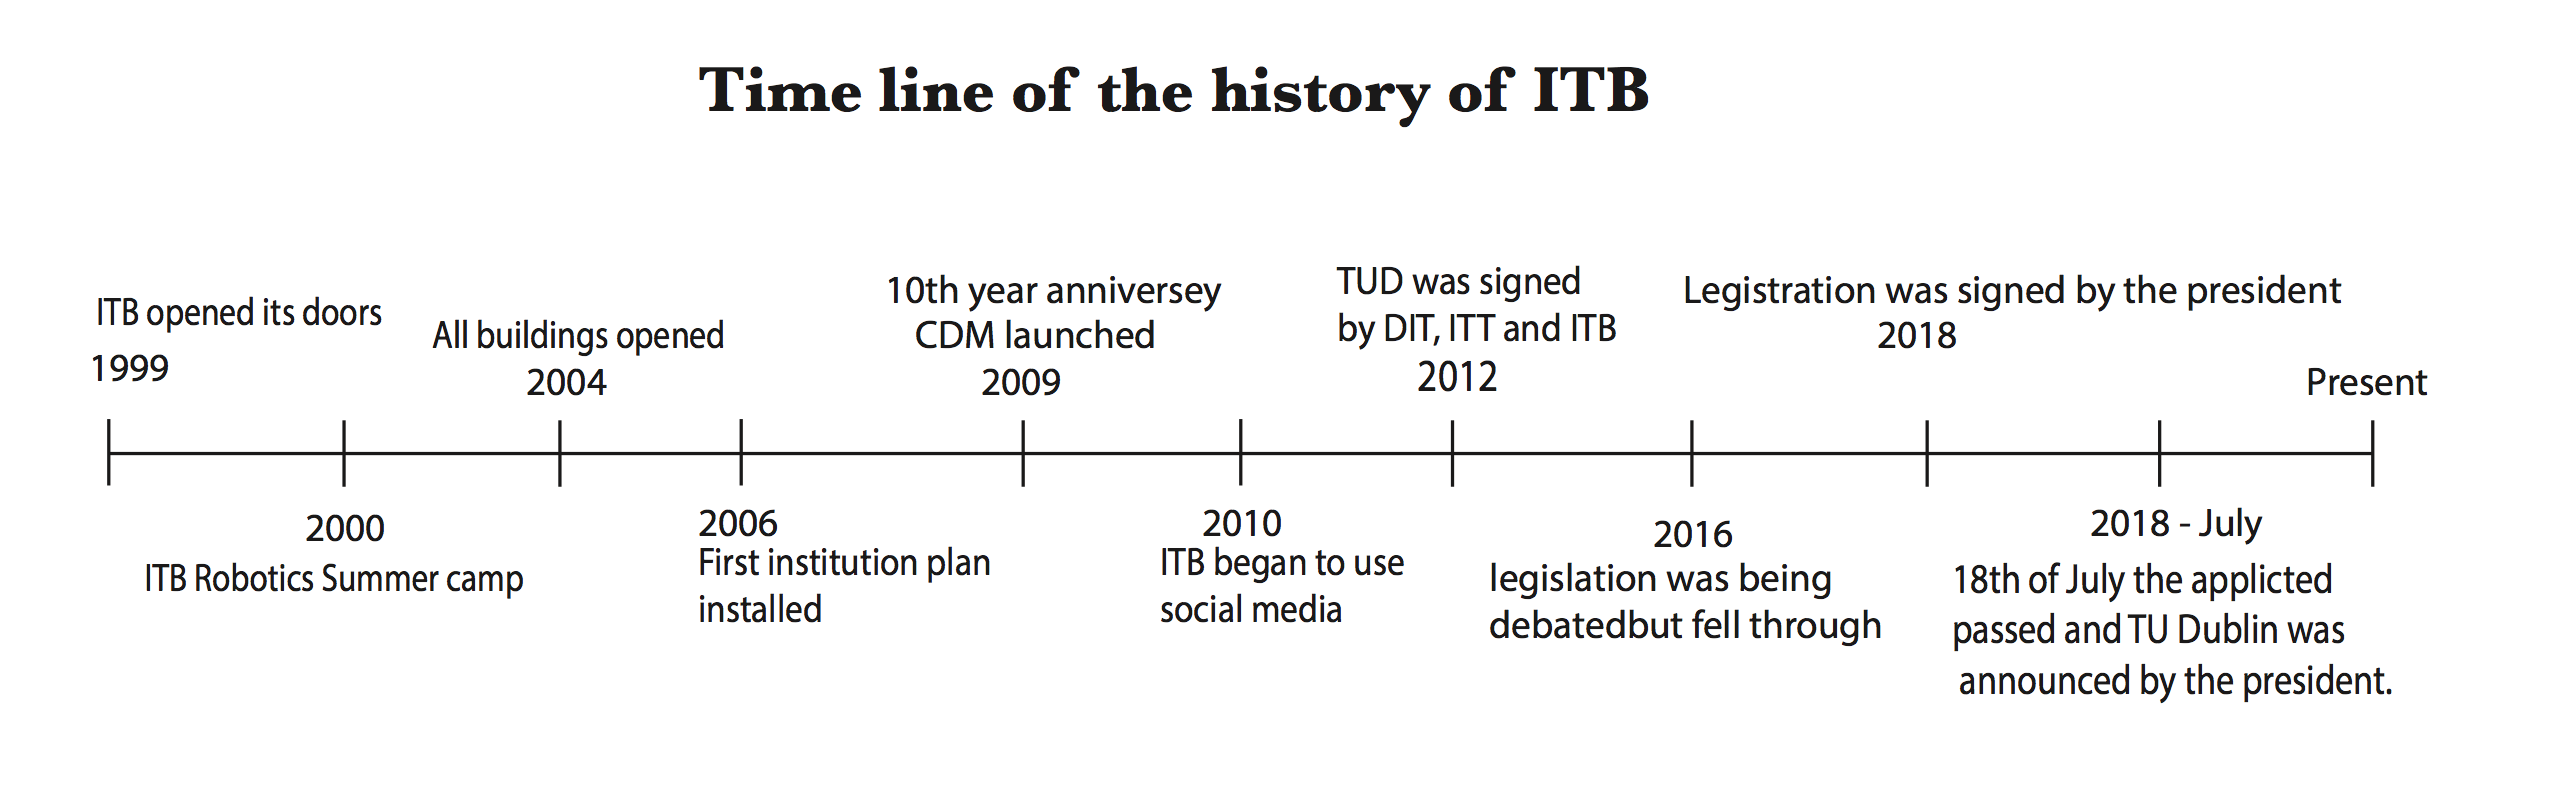 Time line of the history of ITB
ITB opened its doors
1999
All buildings opened
2004
10th year anniversey
CDM launched
2009
TUD was signed
by DIT, ITT and ITB
2012
Legistration was signed by the president
2018
Present
2000
ITB Robotics Summer camp
2006
First institution plan
installed
2010
ITB began to use
social media
2016
legislation was being
debatedbut fell through
2018 - July
18th of July the applicted
passed and TU Dublin was
announced by the president.